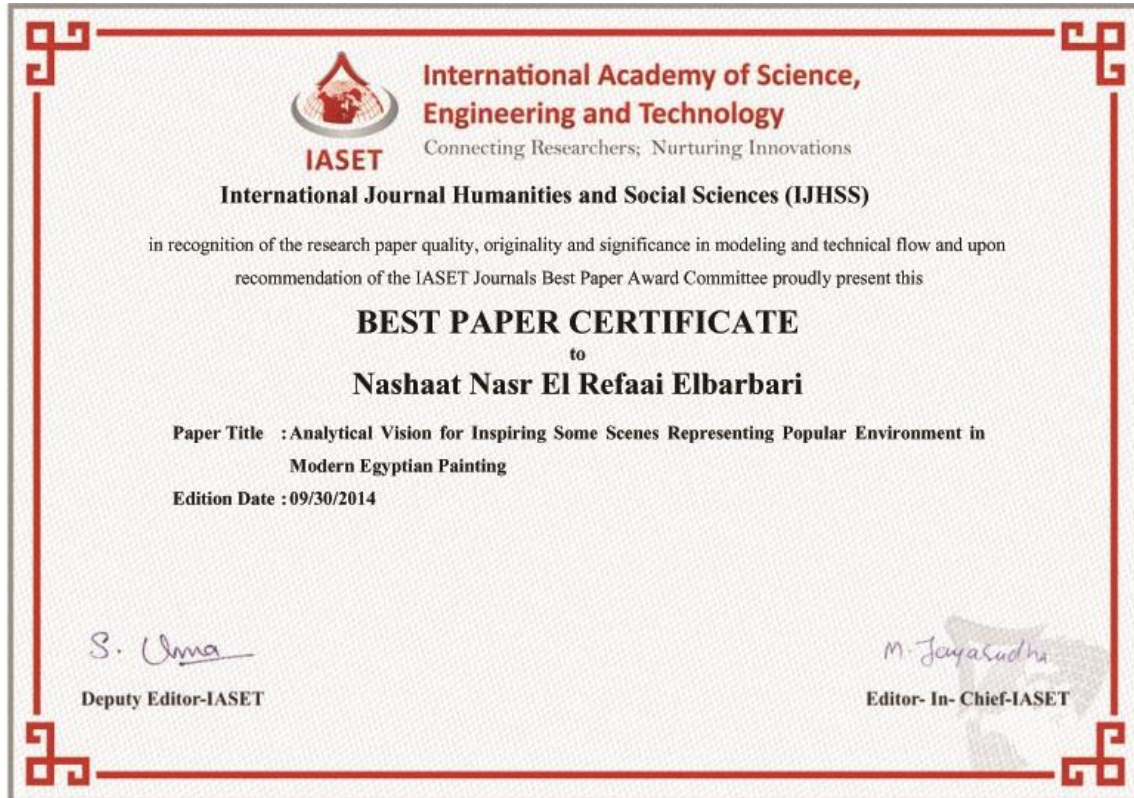 International Academy of Science,
Engineering and Technology
Connecting Researchers; Nurturing Innovations
IASET
International Journal Humanities and Social Sciences (IJHSS)
in recognition of the research paper quality, originality and significance in modeling and technical flow and upon
recommendation of the IASET Journals Best Paper Award Committee proudly present this
BEST PAPER CERTIFICATE
to
Nashaat Nasr El Refaai Elbarbari
Paper Title : Analytical Vision for Inspiring Some Scenes Representing Popular Environment in
Modern Egyptian Painting
Edition Date : 09/30/2014
S. Uma
M. Jayasudha
Deputy Editor-IASET
Editor- In- Chief-IASET